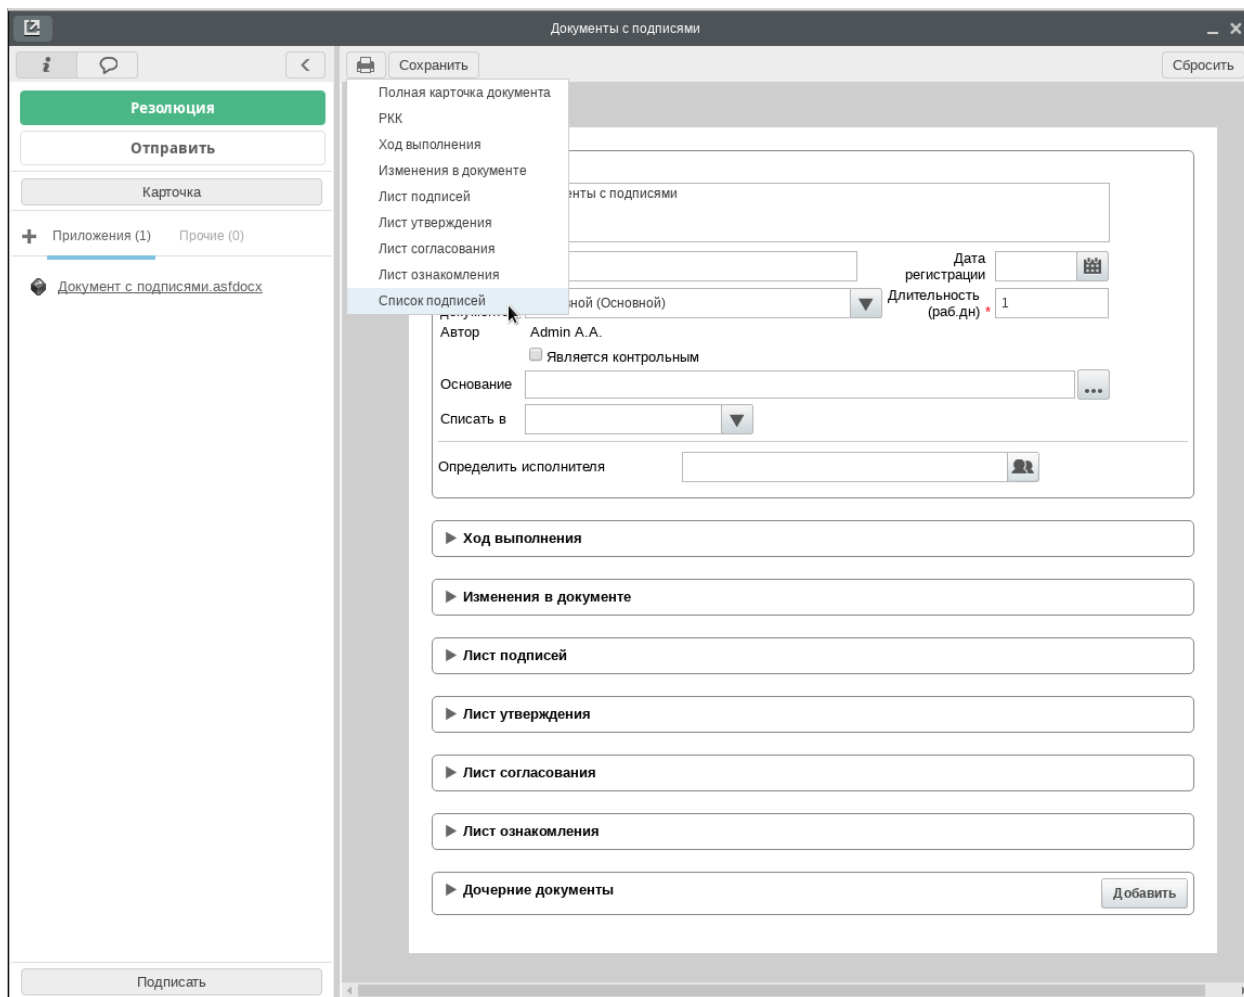 Документы с подписями
Сохранить
Сбросить
Резолюция
Отправить
Карточка
Приложения (1)
Прочие (0)
Документ с подписями.asfdocx
Подписать
Полная карточка документа
РКК
Ход выполнения
Изменения в документе
Лист подписей
Лист утверждения
Лист согласования
Лист ознакомления
Список подписей
с подписями
Дата
регистрации
(Основной)
Длительность
(раб.дн) *
1
Автор
Admin A.A.
Является контрольным
Основание
...
Списать в
Определить исполнителя
Ход выполнения
Изменения в документе
Лист подписей
Лист утверждения
Лист согласования
Лист ознакомления
Дочерние документы
Добавить